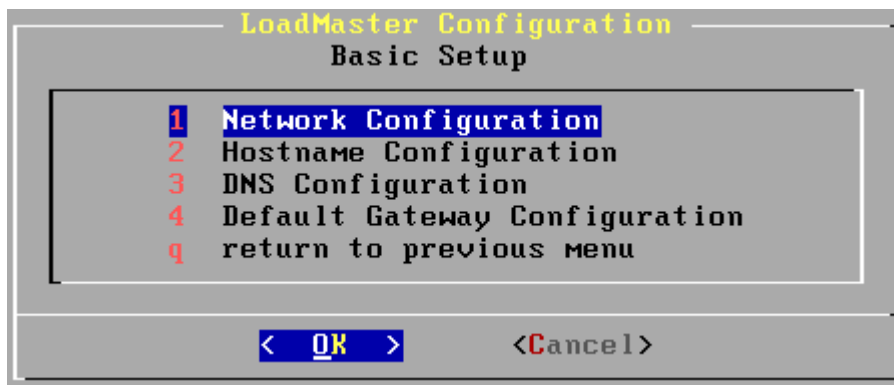 LoadMaster Configuration
Basic Setup
1 Network Configuration
2 Hostname Configuration
3 DNS Configuration
4 Default Gateway Configuration
q return to previous menu
< OK > <Cancel>